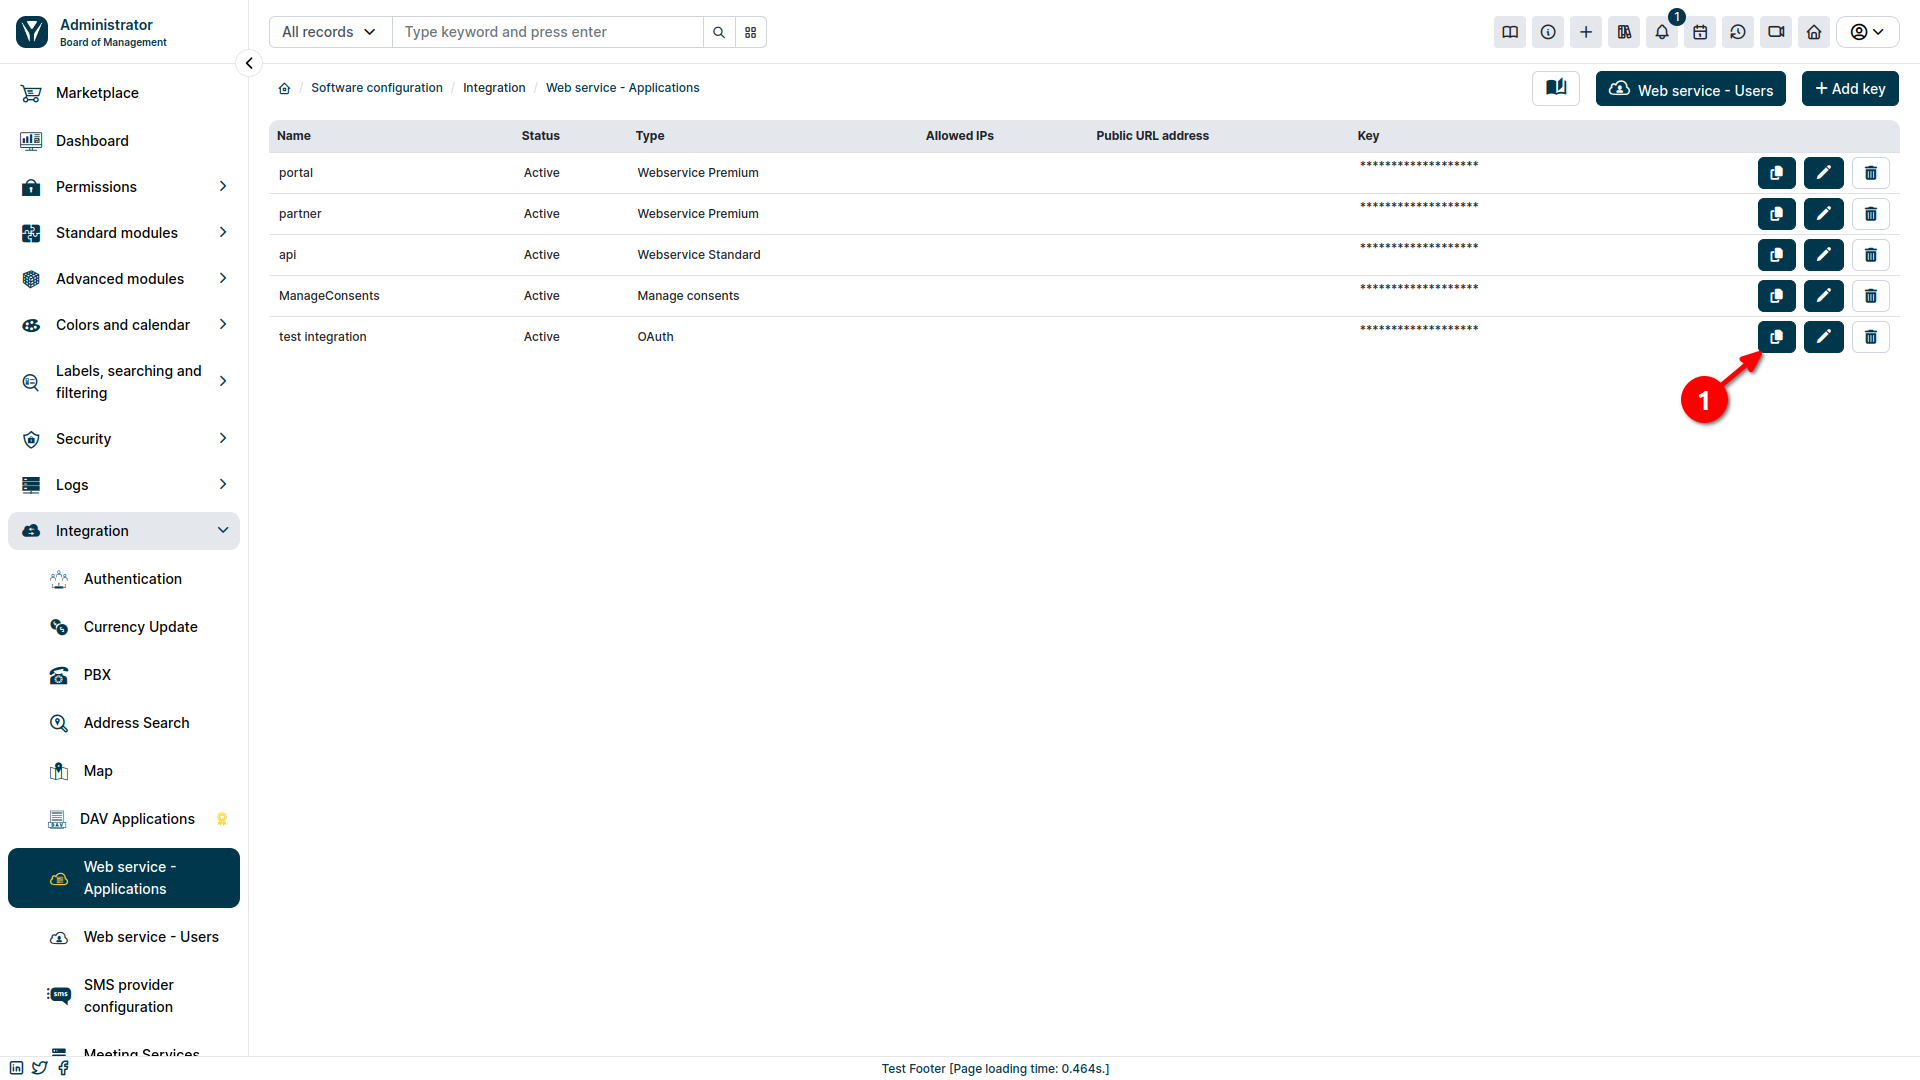 Administrator
Board of Management
All records
Type keyword and press enter
1
Marketplace
Dashboard
Permissions
Standard modules
Advanced modules
Colors and calendar
Labels, searching and
filtering
Security
Logs
Integration
Authentication
Currency Update
PBX
Address Search
Map
DAV Applications
Web service -
Applications
Web service - Users
SMS provider
configuration
Meeting Services
/ Software configuration / Integration / Web service - Applications
Web service - Users
+ Add key
Name Status Type Allowed IPs Public URL address Key
portal Active Webservice Premium *******************
partner Active Webservice Premium *******************
api Active Webservice Standard *******************
ManageConsents Active Manage consents *******************
test integration Active OAuth *******************
1
Test Footer [Page loading time: 0.464s.]